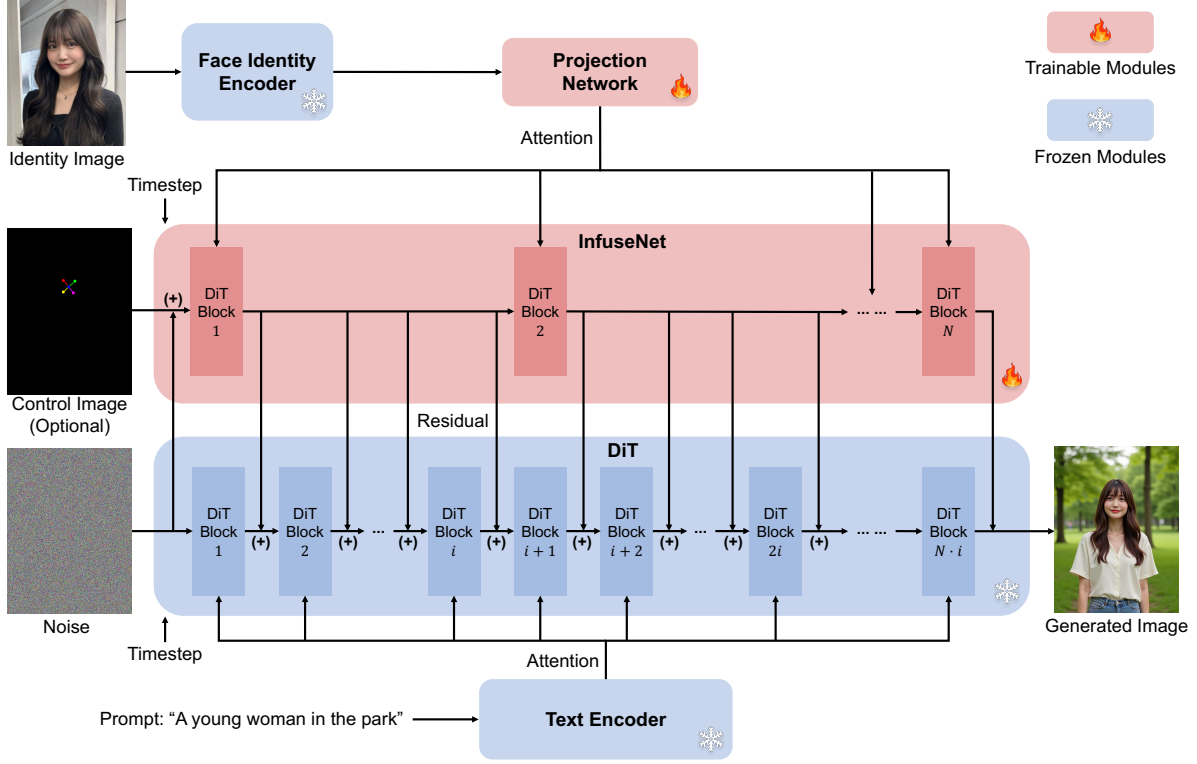 Face Identity
Encoder
Projection
Network
Trainable Modules
Frozen Modules
Identity Image
Attention
Timestep
InfuseNet
(+)
DiT
Block
1
DiT
Block
2
... ...
DiT
Block
N
Control Image
(Optional)
Residual
DiT
DiT
Block
1
(+)
DiT
Block
2
(+)
...
(+)
DiT
Block
i
(+)
DiT
Block
i + 1
(+)
DiT
Block
i + 2
(+)
...
(+)
DiT
Block
2i
(+)
... ...
DiT
Block
N · i
Noise
Generated Image
Timestep
Attention
Prompt: “A young woman in the park”
Text Encoder